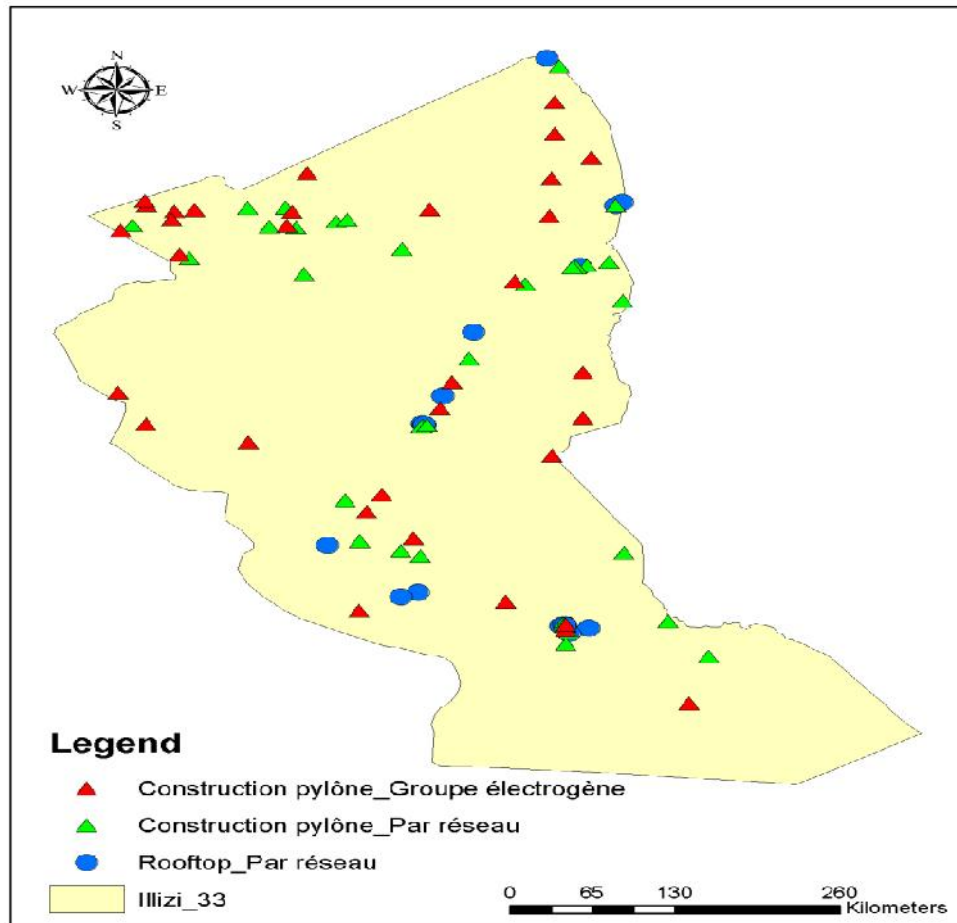 N
W E
S
Legend
Construction pylône_Groupe électrogène
Construction pylône_Par réseau
Rooftop_Par réseau
Illizi_33
0 65 130 260
Kilometers